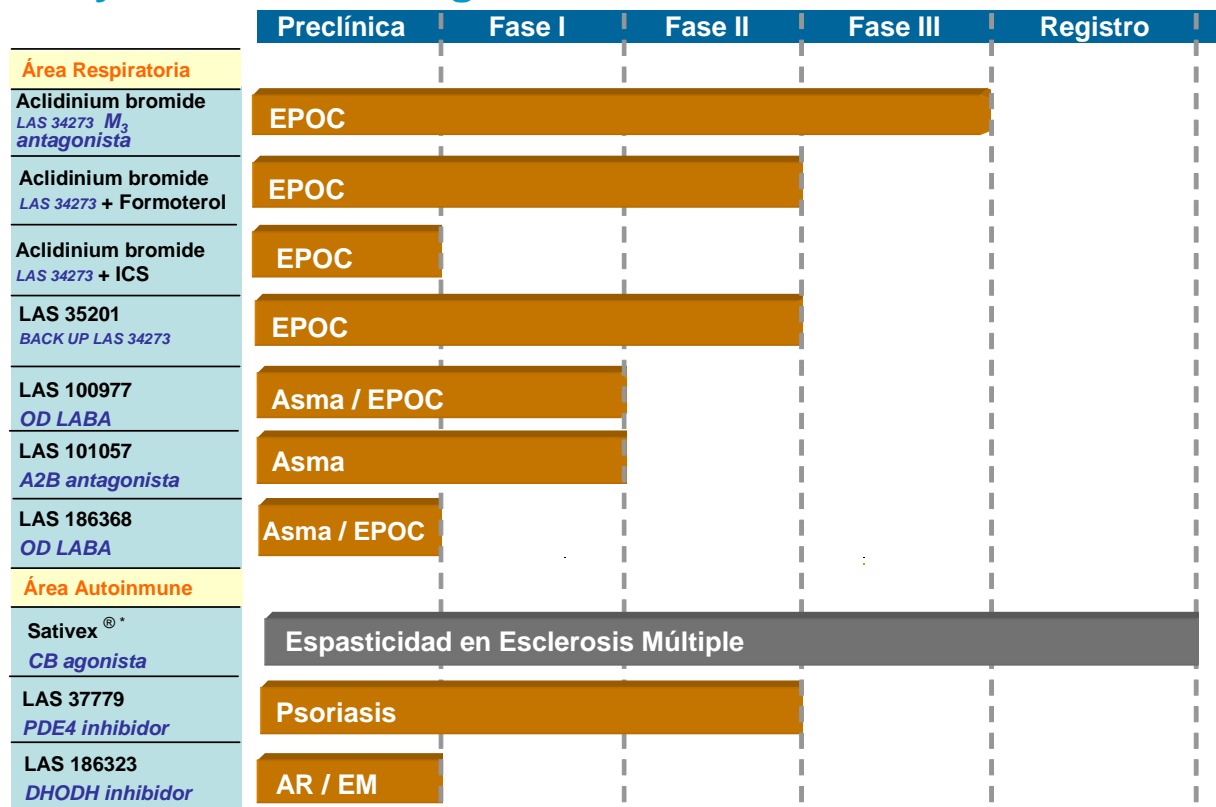 Preclínica Fase I Fase II Fase III Registro
Área Respiratoria
Aclidinium bromide
LAS 34273 M3
antagonista
EPOC
Aclidinium bromide
LAS 34273 + Formoterol
EPOC
Aclidinium bromide
LAS 34273 + ICS
EPOC
LAS 35201
BACK UP LAS 34273
EPOC
LAS 100977
OD LABA
Asma / EPOC
LAS 101057
A2B antagonista
Asma
LAS 186368
OD LABA
Asma / EPOC
Área Autoinmune
Sativex ® *
CB agonista
Espasticidad en Esclerosis Múltiple
LAS 37779
PDE4 inhibidor
Psoriasis
LAS 186323
DHODH inhibidor
AR / EM